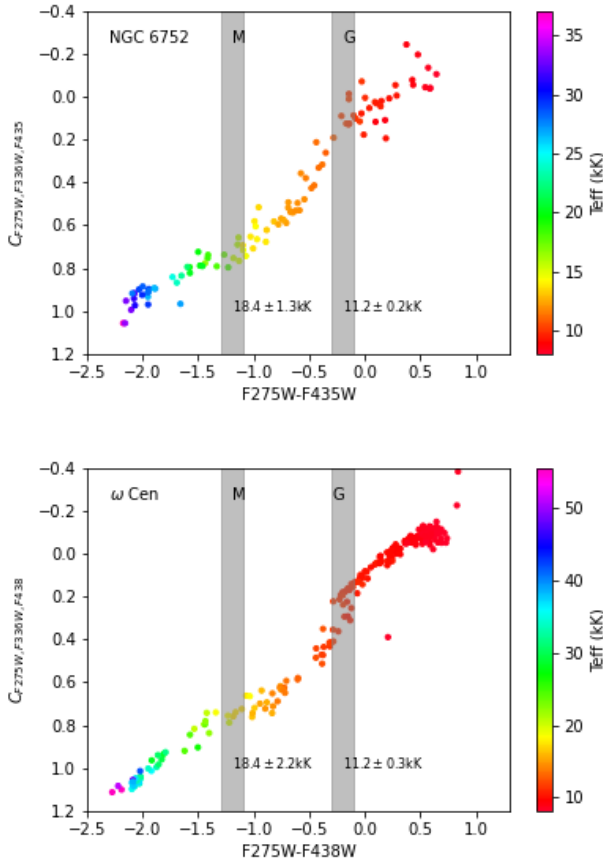 −0.4
−0.2
0.0
0.2
0.4
0.6
0.8
1.0
1.2
C_{F275W,F336W,F435}
NGC 6752 M G
18.4 ± 1.3kK 11.2 ± 0.2kK
−2.5 −2.0 −1.5 −1.0 −0.5 0.0 0.5 1.0
F275W-F435W
35
30
25
20
15
10
Teff (kK)
−0.4
−0.2
0.0
0.2
0.4
0.6
0.8
1.0
1.2
C_{F275W,F336W,F438}
ω Cen M G
18.4 ± 2.2kK 11.2 ± 0.3kK
−2.5 −2.0 −1.5 −1.0 −0.5 0.0 0.5 1.0
F275W-F438W
50
40
30
20
10
Teff (kK)